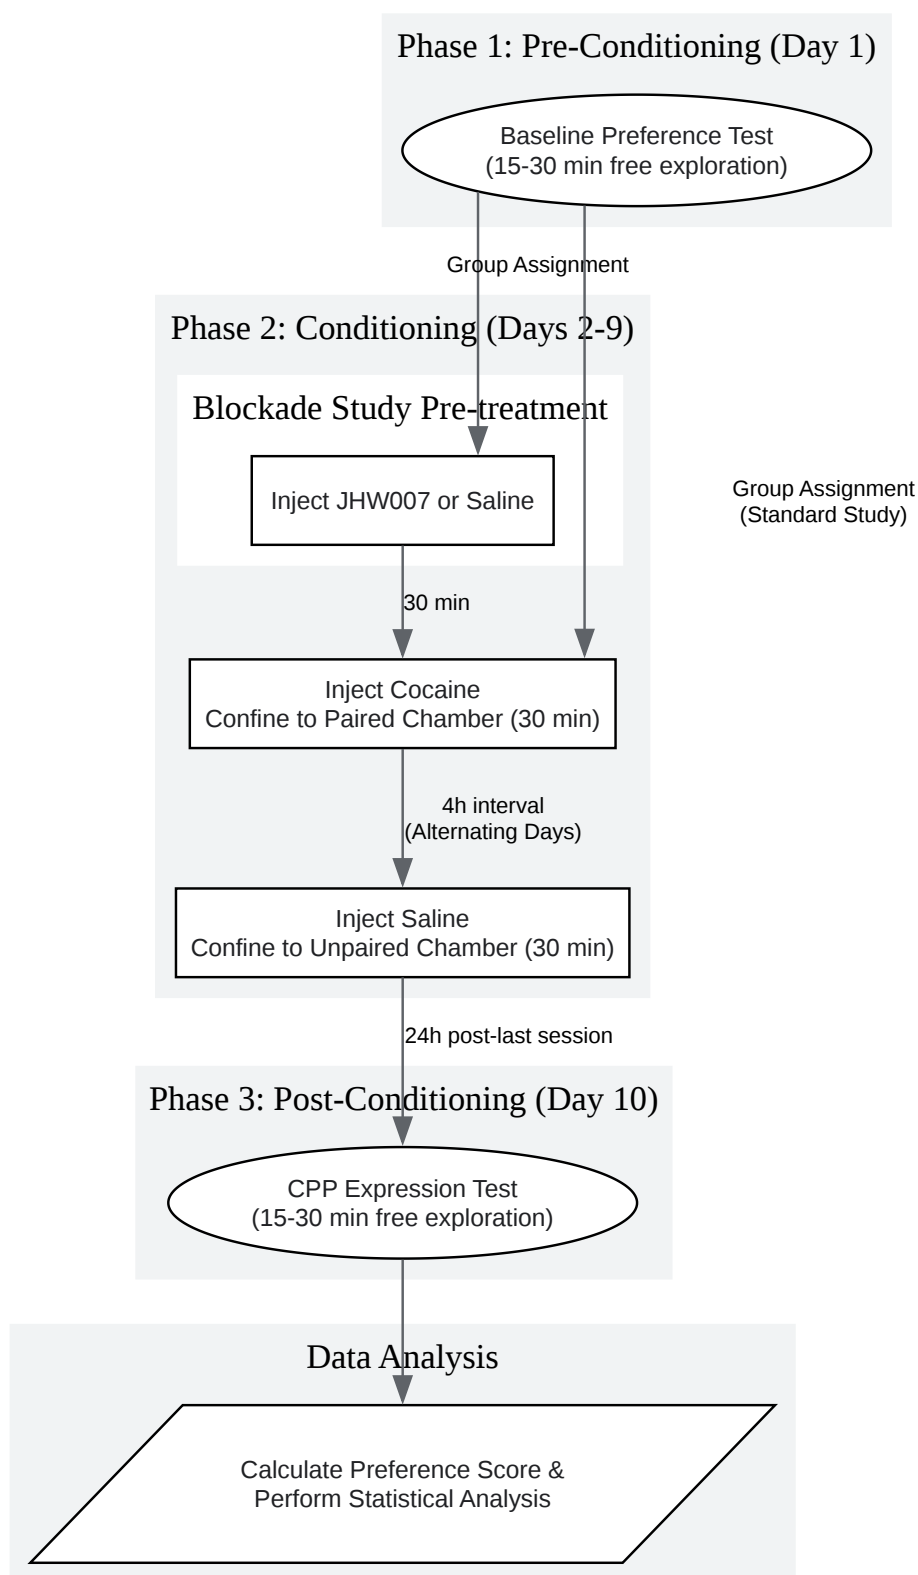 Phase 1: Pre-Conditioning (Day 1)
Baseline Preference Test
(15-30 min free exploration)
Group Assignment
Phase 2: Conditioning (Days 2-9)
Blockade Study Pre-treatment
Inject JHW007 or Saline
Group Assignment
(Standard Study)
30 min
Inject Cocaine
Confine to Paired Chamber (30 min)
4h interval
(Alternating Days)
Inject Saline
Confine to Unpaired Chamber (30 min)
24h post-last session
Phase 3: Post-Conditioning (Day 10)
CPP Expression Test
(15-30 min free exploration)
Data Analysis
Calculate Preference Score &
Perform Statistical Analysis